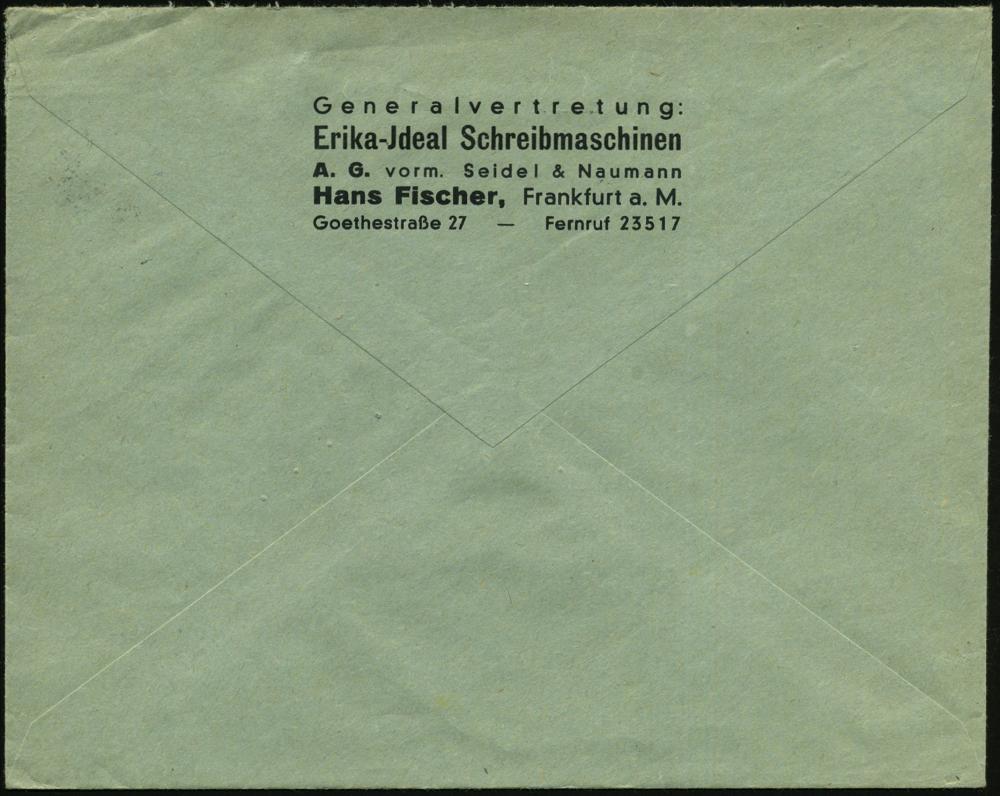 Generalvertretung:
Erika-Jdeal Schreibmaschinen
A. G. vorm. Seidel & Naumann
Hans Fischer, Frankfurt a. M.
Goethestraße 27 — Fernruf 23517